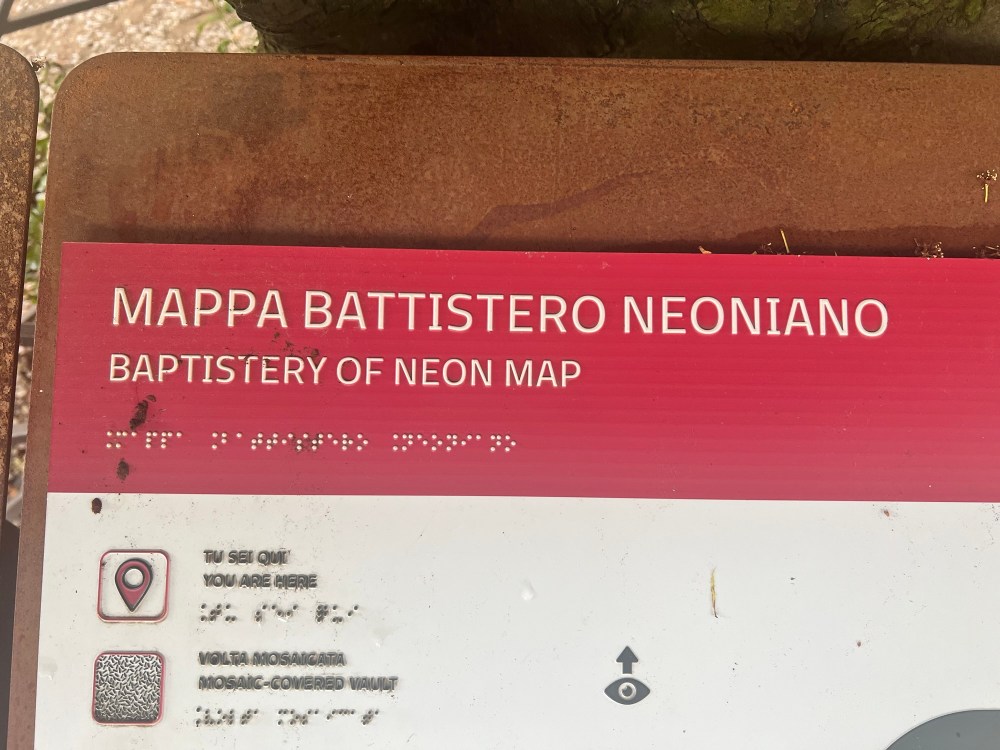 MAPPA BATTISTERO NEONIANO
BAPTISTERY OF NEON MAP
TU SEI QUI
YOU ARE HERE
VOLTA MOSAICATA
MOSAIC-COVERED VAULT